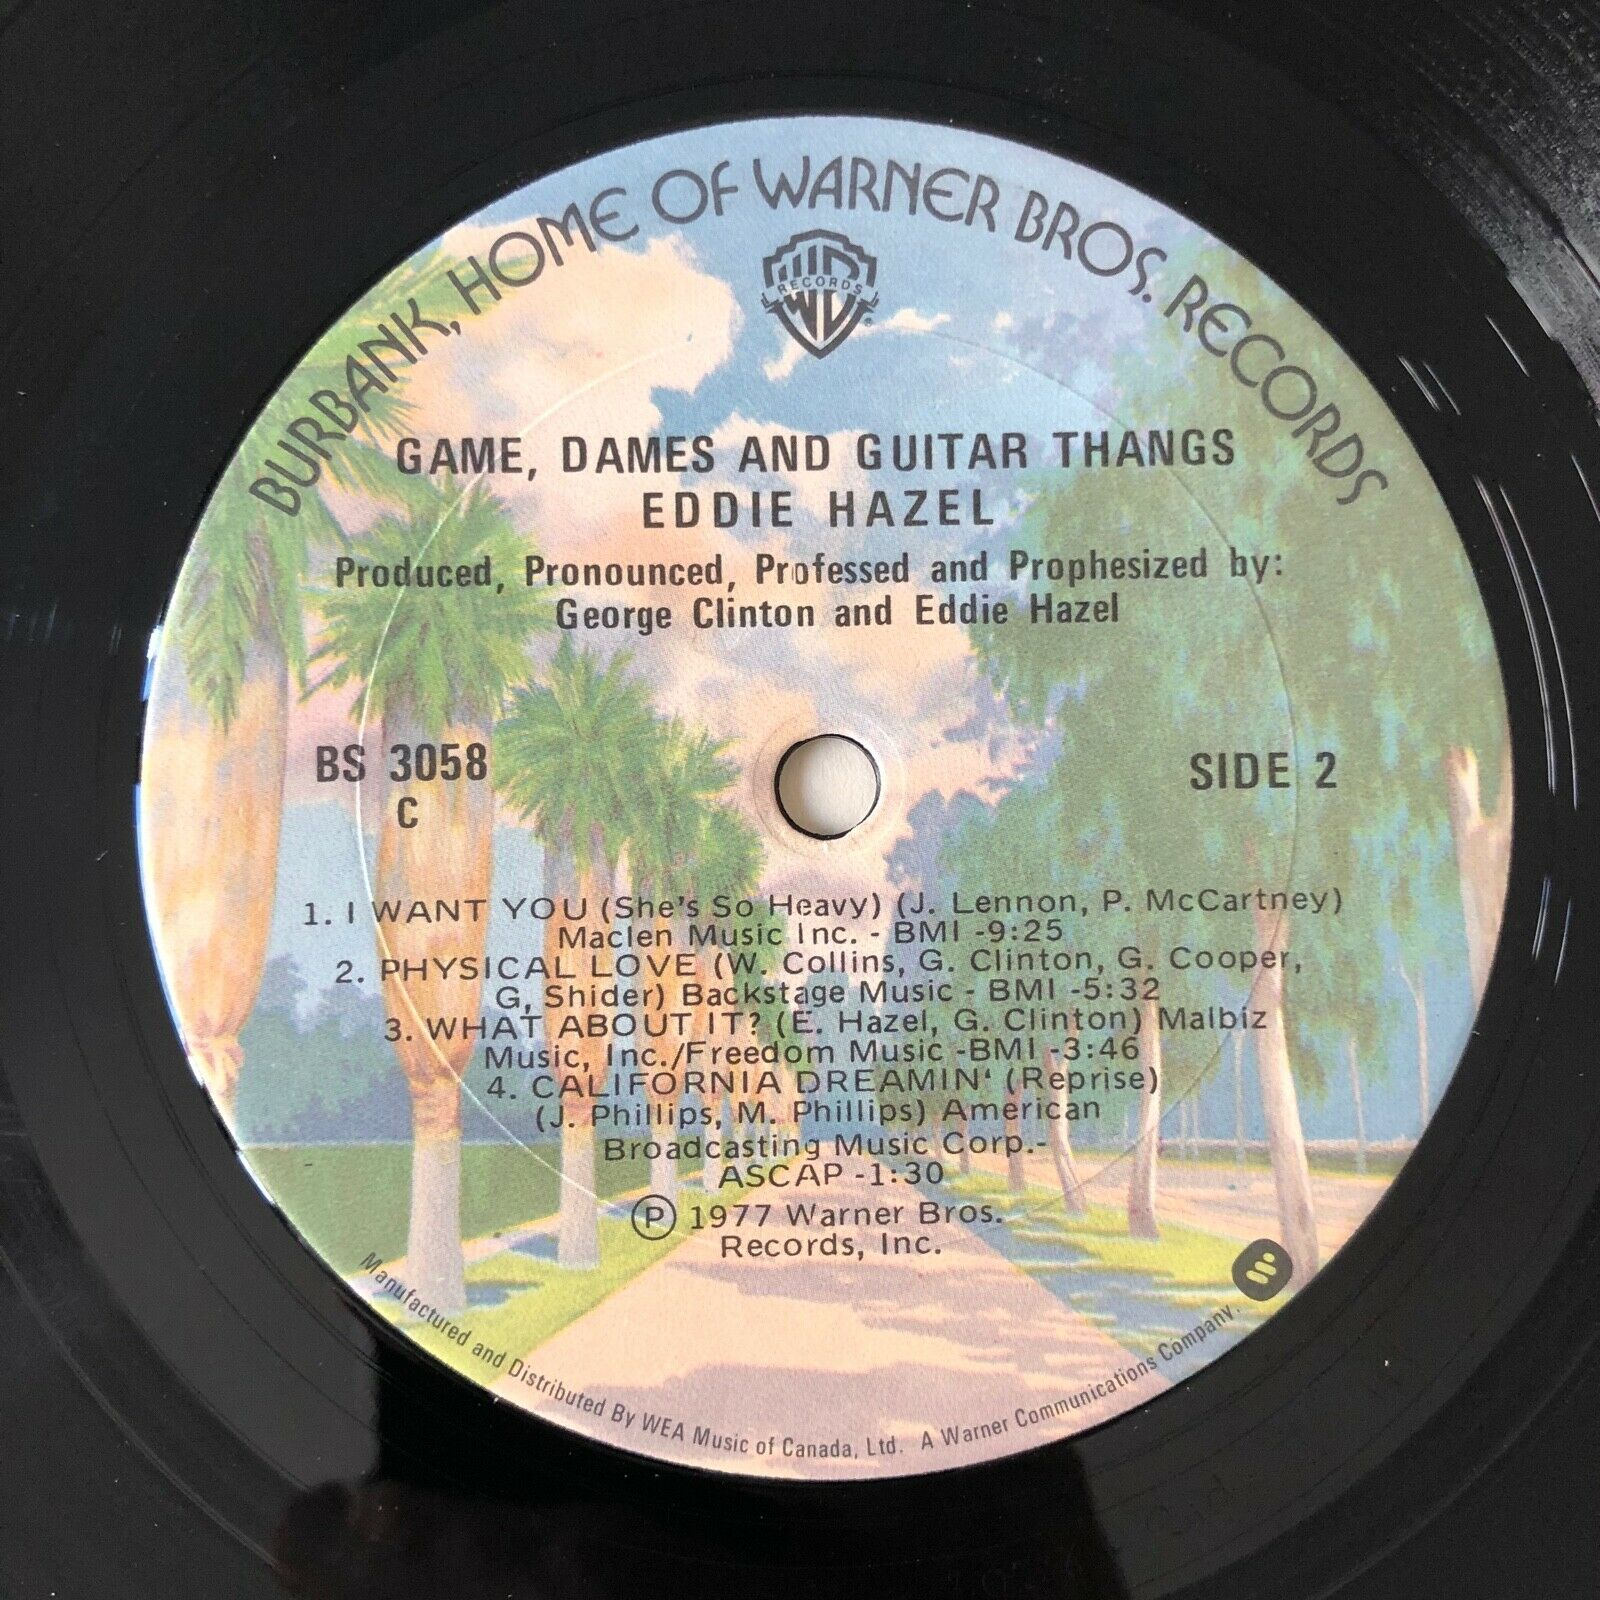 BURBANK, HOME OF WARNER BROS. RECORDS
WB
RECORDS
®
GAME, DAMES AND GUITAR THANGS
EDDIE HAZEL
Produced, Pronounced, Professed and Prophesized by:
George Clinton and Eddie Hazel
BS 3058
C
SIDE 2
1. I WANT YOU (She's So Heavy) (J. Lennon, P. McCartney)
Maclen Music Inc. - BMI -9:25
2. PHYSICAL LOVE (W. Collins, G. Clinton, G. Cooper,
G, Shider) Backstage Music - BMI -5:32
3. WHAT ABOUT IT? (E. Hazel, G. Clinton) Malbiz
Music, Inc./Freedom Music -BMI -3:46
4. CALIFORNIA DREAMIN' (Reprise)
(J. Phillips, M. Phillips) American
Broadcasting Music Corp.-
ASCAP -1:30
Ⓟ 1977 Warner Bros.
Records, Inc.
Manufactured and Distributed By WEA Music of Canada, Ltd. A Warner Communications Company.